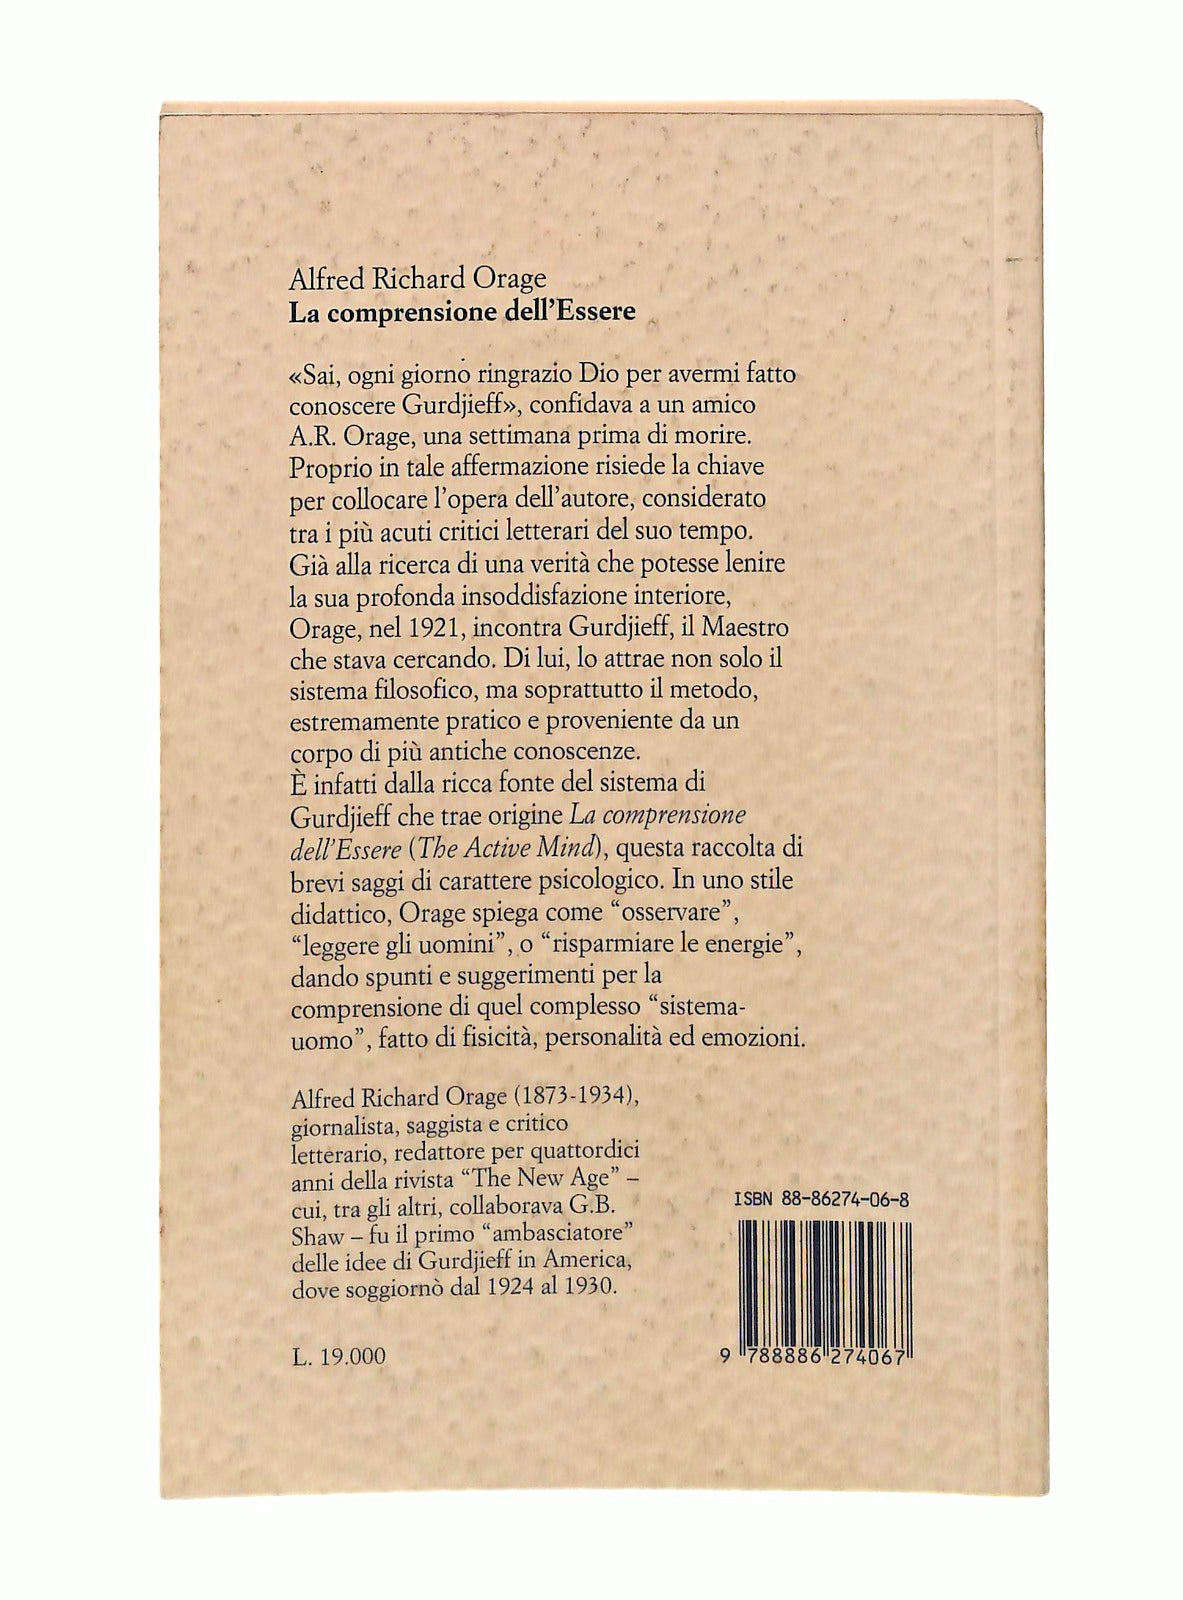 Alfred Richard Orage
La comprensione dell'Essere
«Sai, ogni giorno ringrazio Dio per avermi fatto
conoscere Gurdjieff», confidava a un amico
A.R. Orage, una settimana prima di morire.
Proprio in tale affermazione risiede la chiave
per collocare l'opera dell'autore, considerato
tra i più acuti critici letterari del suo tempo.
Già alla ricerca di una verità che potesse lenire
la sua profonda insoddisfazione interiore,
Orage, nel 1921, incontra Gurdjieff, il Maestro
che stava cercando. Di lui, lo attrae non solo il
sistema filosofico, ma soprattutto il metodo,
estremamente pratico e proveniente da un
corpo di più antiche conoscenze.
È infatti dalla ricca fonte del sistema di
Gurdjieff che trae origine La comprensione
dell'Essere (The Active Mind), questa raccolta di
brevi saggi di carattere psicologico. In uno stile
didattico, Orage spiega come “osservare”,
“leggere gli uomini”, o “risparmiare le energie”,
dando spunti e suggerimenti per la
comprensione di quel complesso “sistema-
uomo”, fatto di fisicità, personalità ed emozioni.
Alfred Richard Orage (1873-1934),
giornalista, saggista e critico
letterario, redattore per quattordici
anni della rivista “The New Age” –
cui, tra gli altri, collaborava G.B.
Shaw – fu il primo “ambasciatore”
delle idee di Gurdjieff in America,
dove soggiornò dal 1924 al 1930.
L. 19.000
ISBN 88-86274-06-8
9 788886 274067